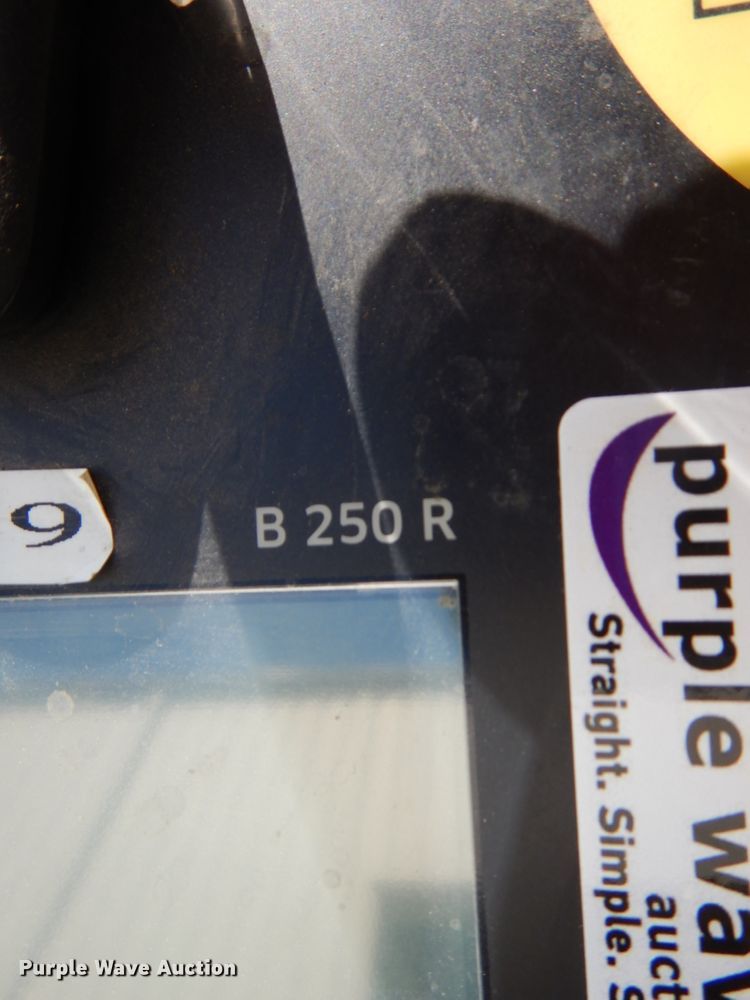 9
B 250 R
purple wa
Straight. Simple. S
auct
Purple Wave Auction